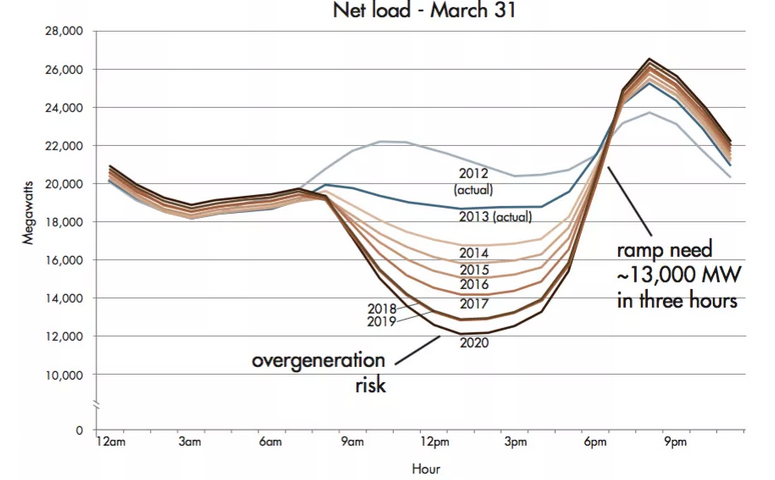 Net load - March 31
28,000
26,000
24,000
22,000
20,000
18,000
16,000
14,000
12,000
10,000
0
Megawatts
2012
(actual)
2013 (actual)
2014
2015
2016
2017
2018
2019
2020
overgeneration
risk
ramp need
~13,000 MW
in three hours
12am
3am
6am
9am
12pm
3pm
6pm
9pm
Hour